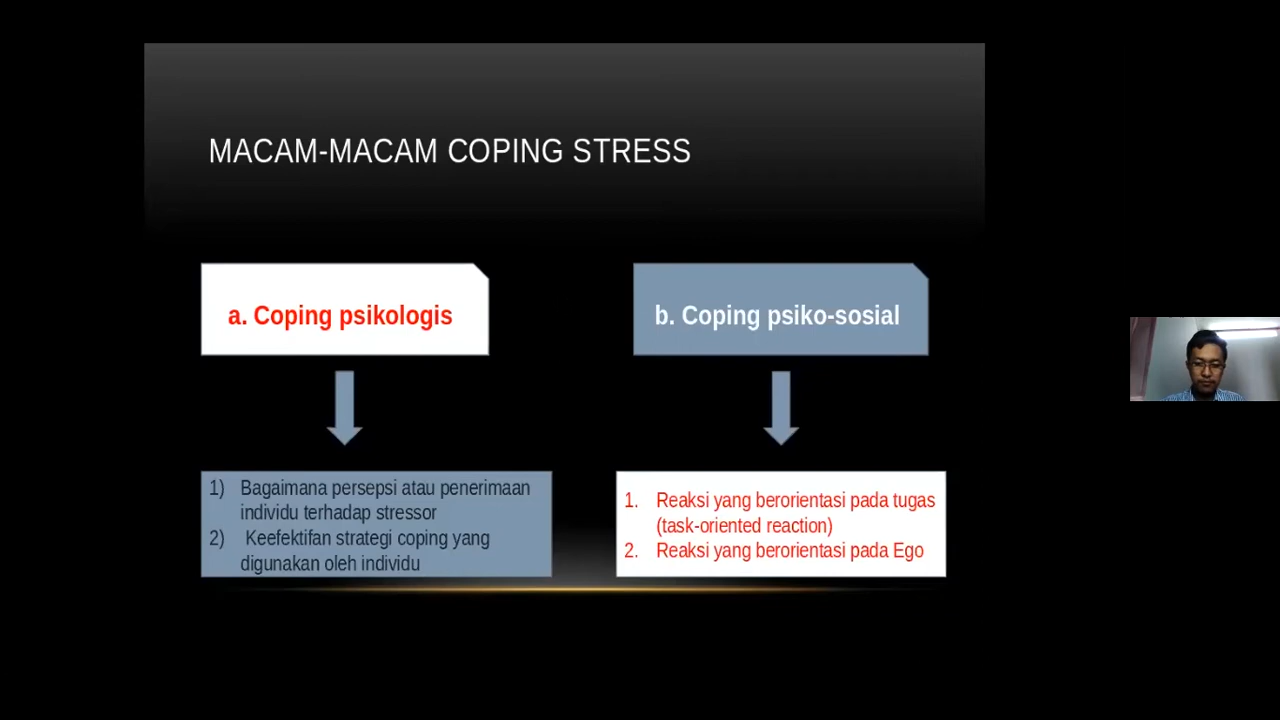 MACAM-MACAM COPING STRESS
a. Coping psikologis
b. Coping psiko-sosial
1) Bagaimana persepsi atau penerimaan
individu terhadap stressor
2) Keefektifan strategi coping yang
digunakan oleh individu
1. Reaksi yang berorientasi pada tugas
(task-oriented reaction)
2. Reaksi yang berorientasi pada Ego